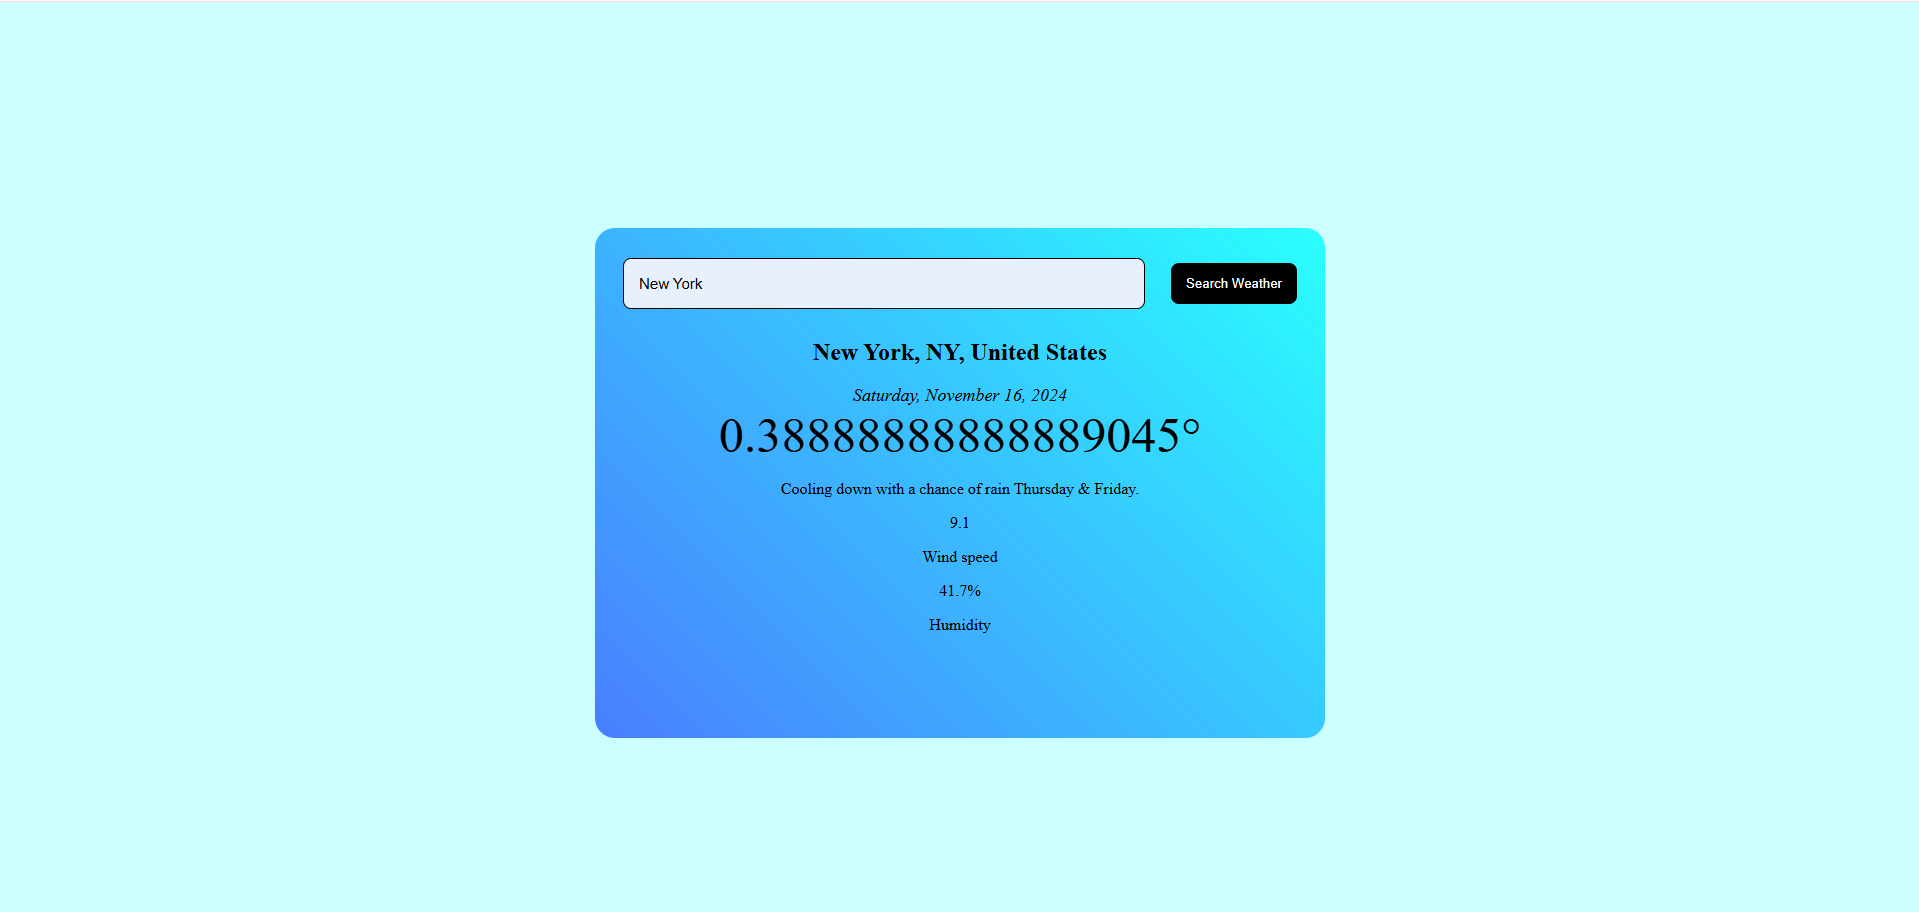 New York
Search Weather
New York, NY, United States
Saturday, November 16, 2024
0.3888888888889045°
Cooling down with a chance of rain Thursday & Friday.
9.1
Wind speed
41.7%
Humidity